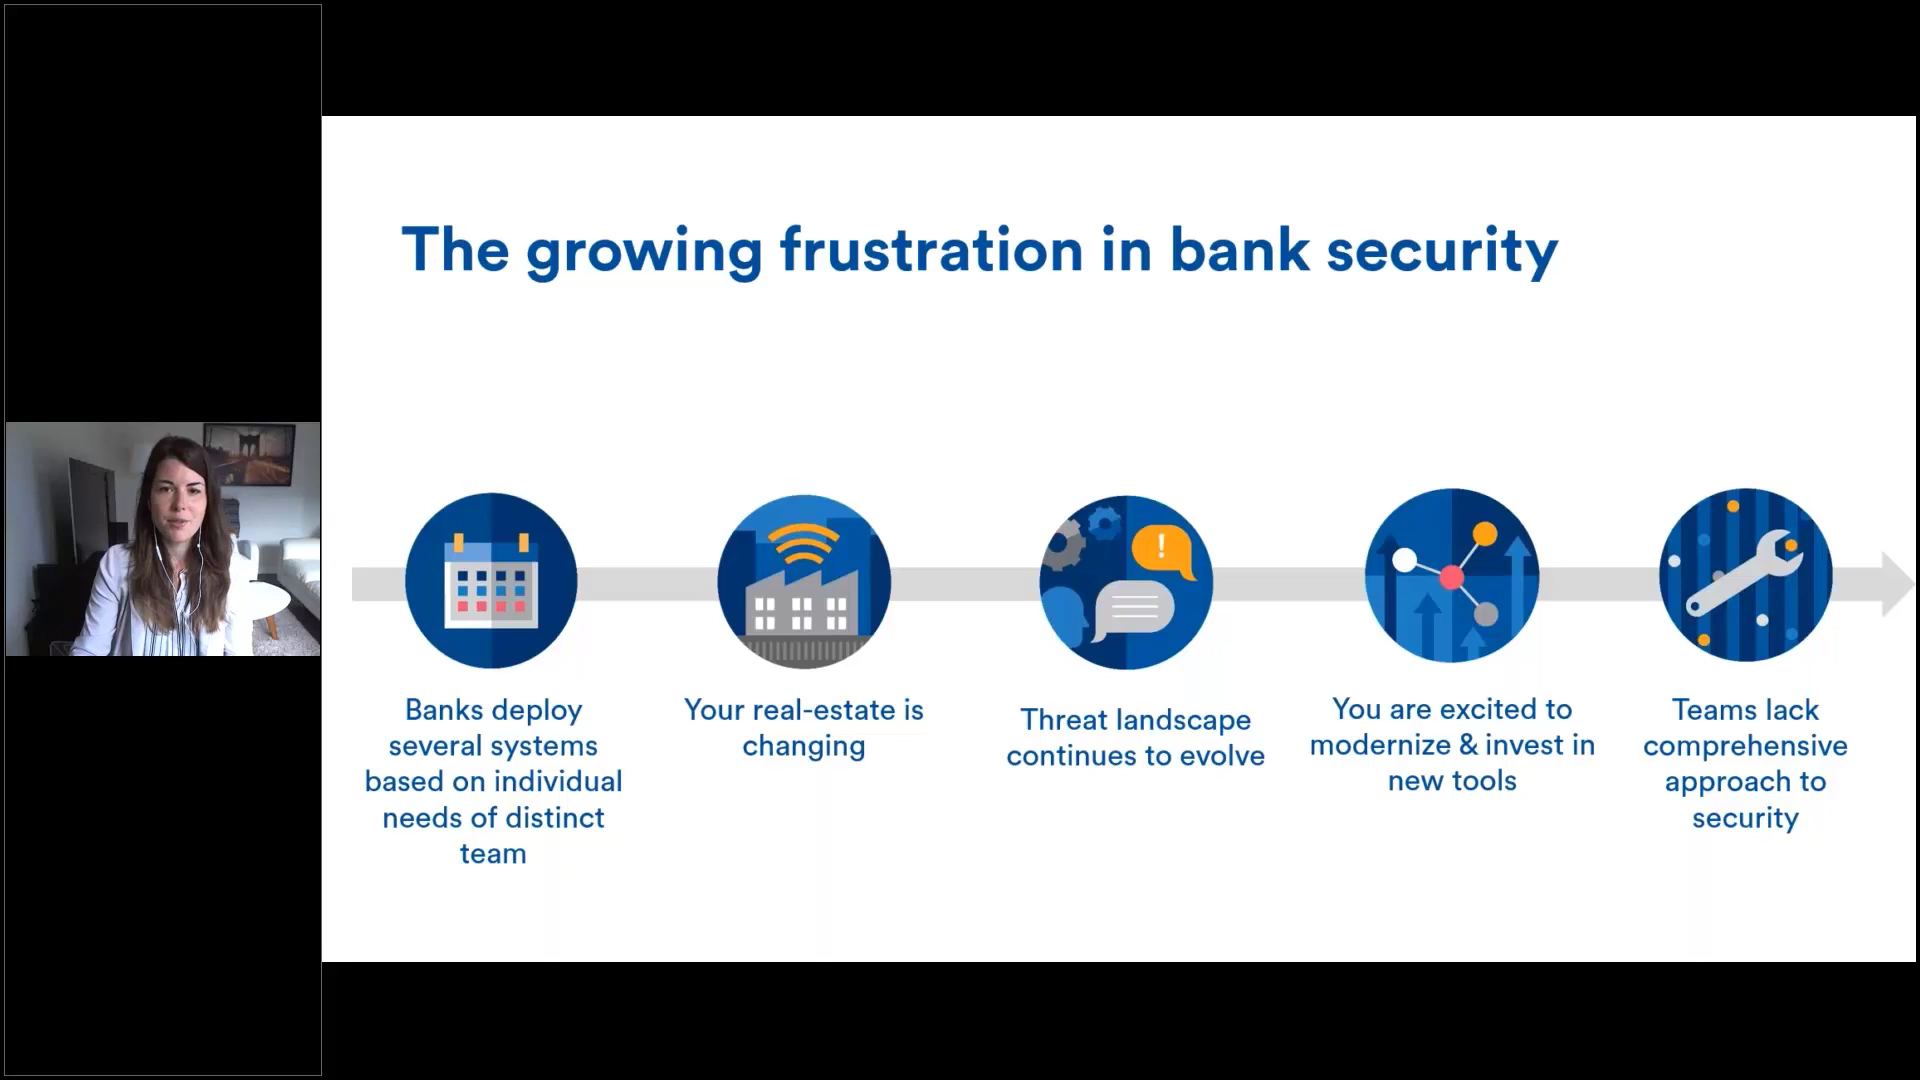 The growing frustration in bank security
!
Banks deploy
several systems
based on individual
needs of distinct
team
Your real-estate is
changing
Threat landscape
continues to evolve
You are excited to
modernize & invest in
new tools
Teams lack
comprehensive
approach to
security